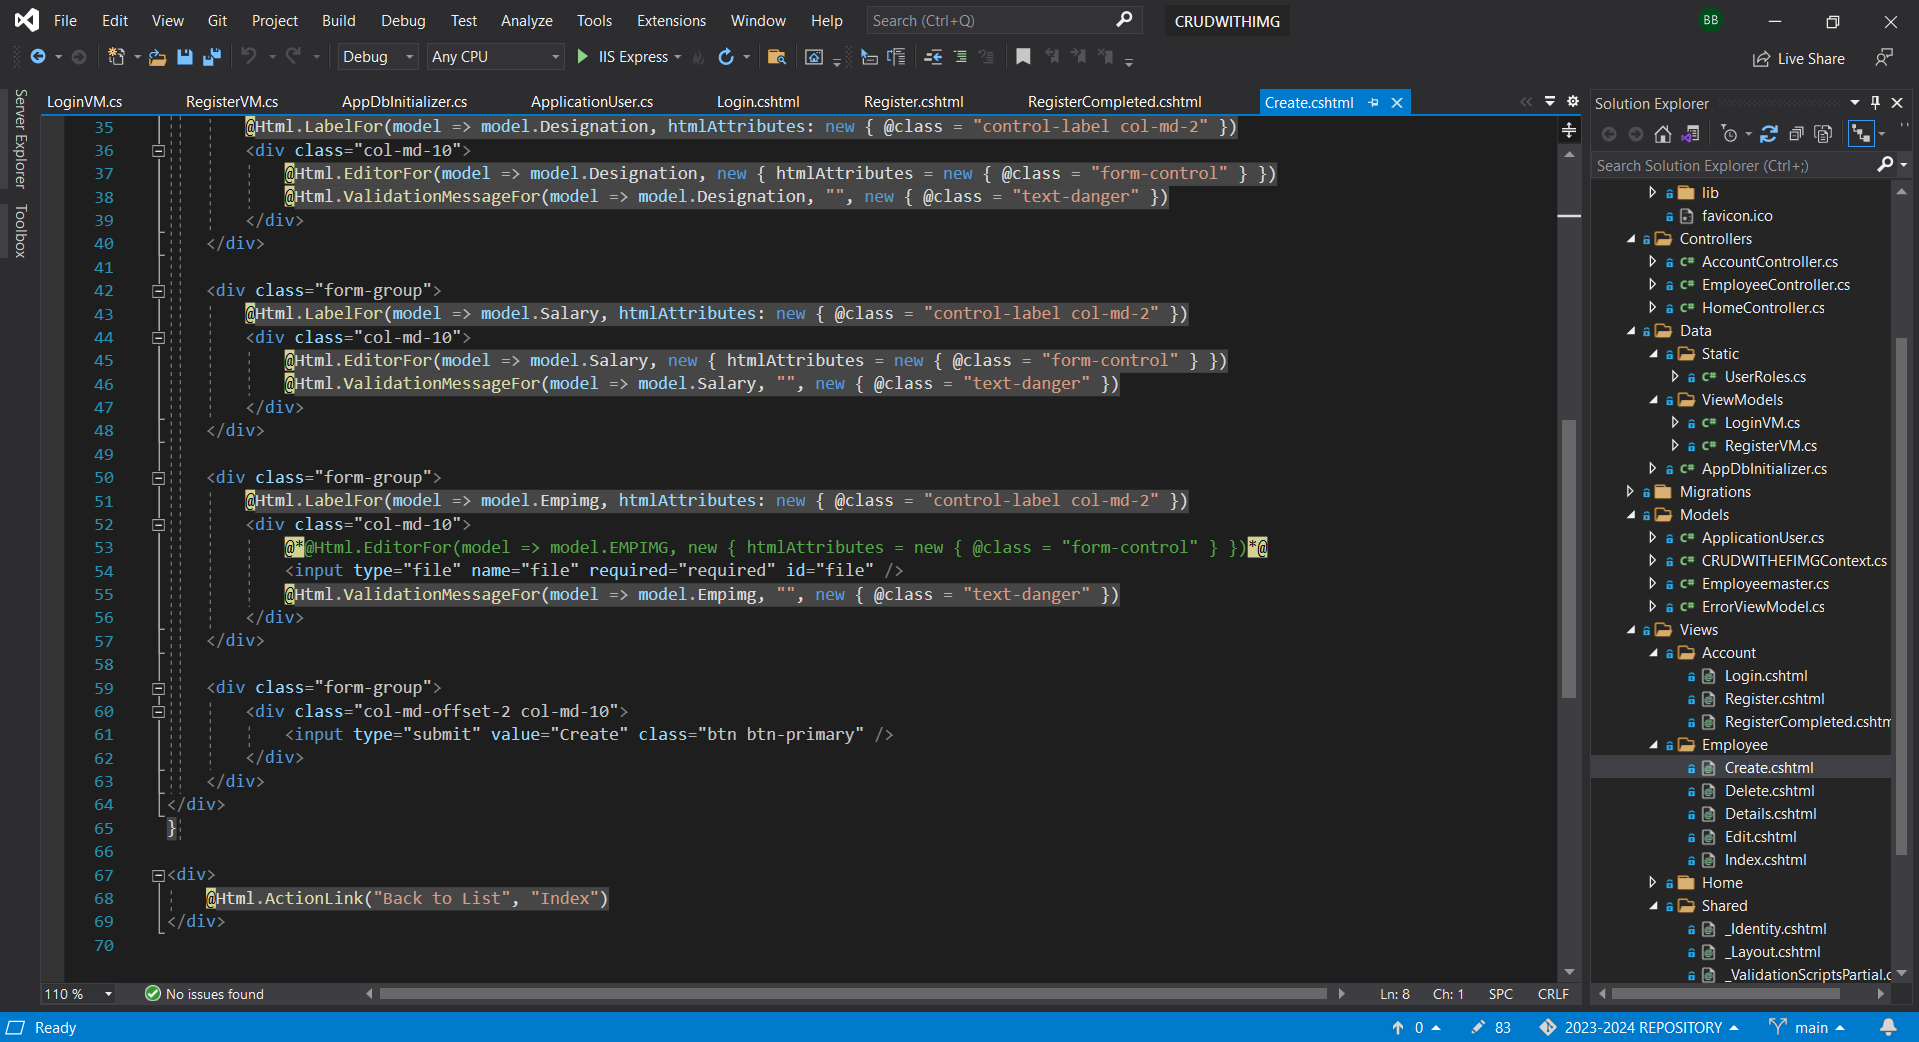 File Edit View Git Project Build Debug Test Analyze Tools Extensions Window Help Search (Ctrl+Q) CRUDWITHIMG BB
Debug Any CPU IIS Express Live Share
Server Explorer
Toolbox
LoginVM.cs RegisterVM.cs AppDbInitializer.cs ApplicationUser.cs Login.cshtml Register.cshtml RegisterCompleted.cshtml Create.cshtml
35 @Html.LabelFor(model => model.Designation, htmlAttributes: new { @class = "control-label col-md-2" })
36 <div class="col-md-10">
37 @Html.EditorFor(model => model.Designation, new { htmlAttributes = new { @class = "form-control" } })
38 @Html.ValidationMessageFor(model => model.Designation, "", new { @class = "text-danger" })
39 </div>
40 </div>
41
42 <div class="form-group">
43 @Html.LabelFor(model => model.Salary, htmlAttributes: new { @class = "control-label col-md-2" })
44 <div class="col-md-10">
45 @Html.EditorFor(model => model.Salary, new { htmlAttributes = new { @class = "form-control" } })
46 @Html.ValidationMessageFor(model => model.Salary, "", new { @class = "text-danger" })
47 </div>
48 </div>
49
50 <div class="form-group">
51 @Html.LabelFor(model => model.Empimg, htmlAttributes: new { @class = "control-label col-md-2" })
52 <div class="col-md-10">
53 @*@Html.EditorFor(model => model.EMPIMG, new { htmlAttributes = new { @class = "form-control" } })*@
54 <input type="file" name="file" required="required" id="file" />
55 @Html.ValidationMessageFor(model => model.Empimg, "", new { @class = "text-danger" })
56 </div>
57 </div>
58
59 <div class="form-group">
60 <div class="col-md-offset-2 col-md-10">
61 <input type="submit" value="Create" class="btn btn-primary" />
62 </div>
63 </div>
64 </div>
65 }
66
67 <div>
68 @Html.ActionLink("Back to List", "Index")
69 </div>
70
110 % No issues found Ln: 8 Ch: 1 SPC CRLF
Solution Explorer
Search Solution Explorer (Ctrl+;)
lib
favicon.ico
Controllers
C# AccountController.cs
C# EmployeeController.cs
C# HomeController.cs
Data
Static
C# UserRoles.cs
ViewModels
C# LoginVM.cs
C# RegisterVM.cs
C# AppDbInitializer.cs
Migrations
Models
C# ApplicationUser.cs
C# CRUDWITHEFIMGContext.cs
C# Employeemaster.cs
C# ErrorViewModel.cs
Views
Account
Login.cshtml
Register.cshtml
RegisterCompleted.cshtm
Employee
Create.cshtml
Delete.cshtml
Details.cshtml
Edit.cshtml
Index.cshtml
Home
Shared
_Identity.cshtml
_Layout.cshtml
_ValidationScriptsPartial.c
Ready 0 83 2023-2024 REPOSITORY main